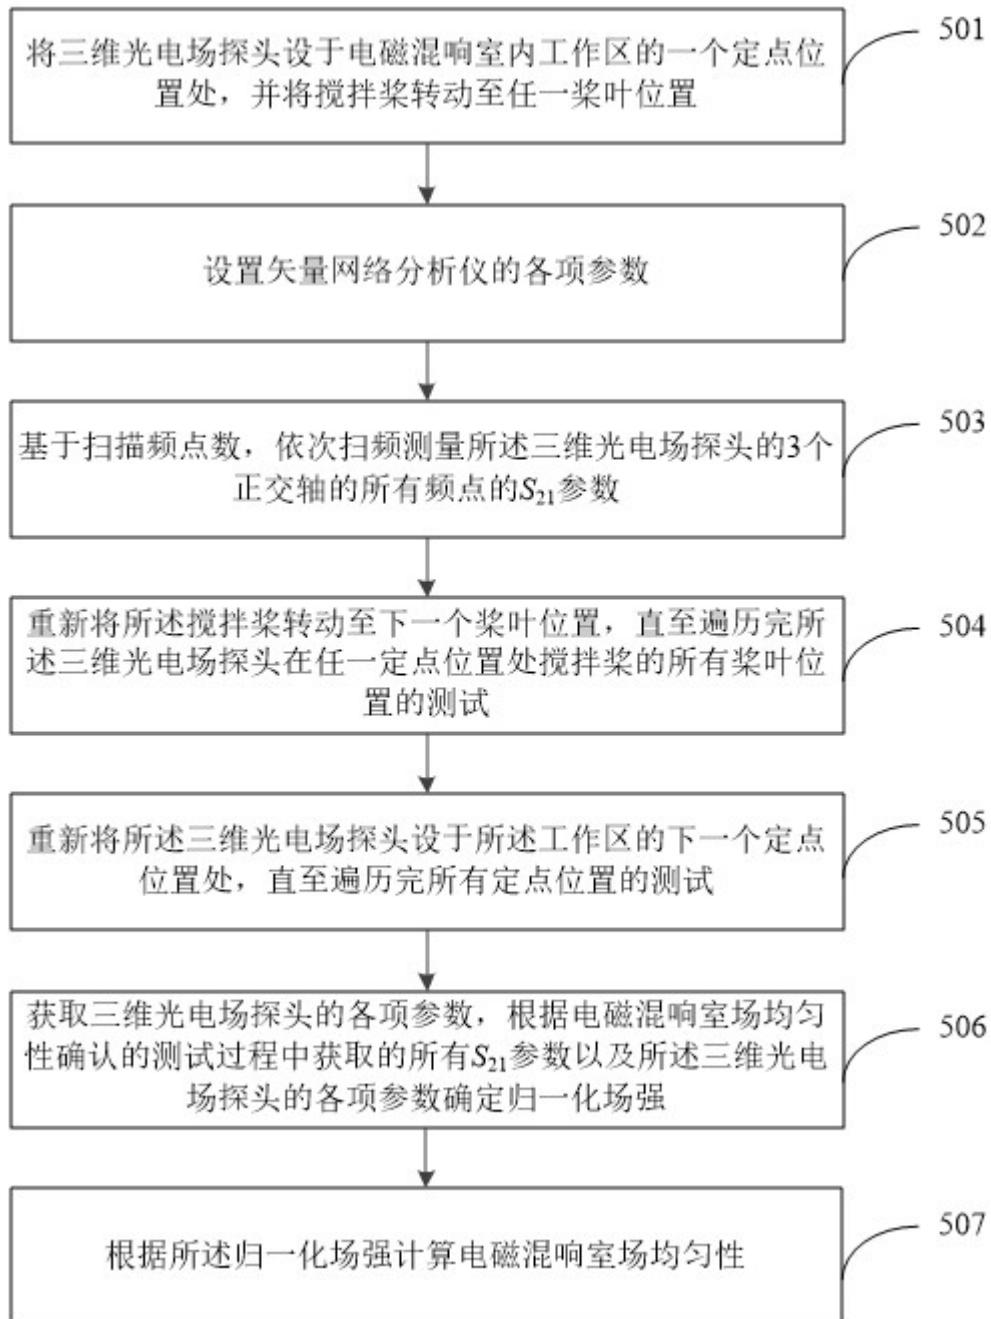 将三维光电场探头设于电磁混响室内工作区的一个定点位
置处，并将搅拌桨转动至任一桨叶位置
501
设置矢量网络分析仪的各项参数
502
基于扫描频点数，依次扫频测量所述三维光电场探头的3个
正交轴的所有频点的S21参数
503
重新将所述搅拌桨转动至下一个桨叶位置，直至遍历完所
述三维光电场探头在任一定点位置处搅拌桨的所有桨叶位
置的测试
504
重新将所述三维光电场探头设于所述工作区的下一个定点
位置处，直至遍历完所有定点位置的测试
505
获取三维光电场探头的各项参数，根据电磁混响室场均匀
性确认的测试过程中获取的所有S21参数以及所述三维光电
场探头的各项参数确定归一化场强
506
根据所述归一化场强计算电磁混响室场均匀性
507